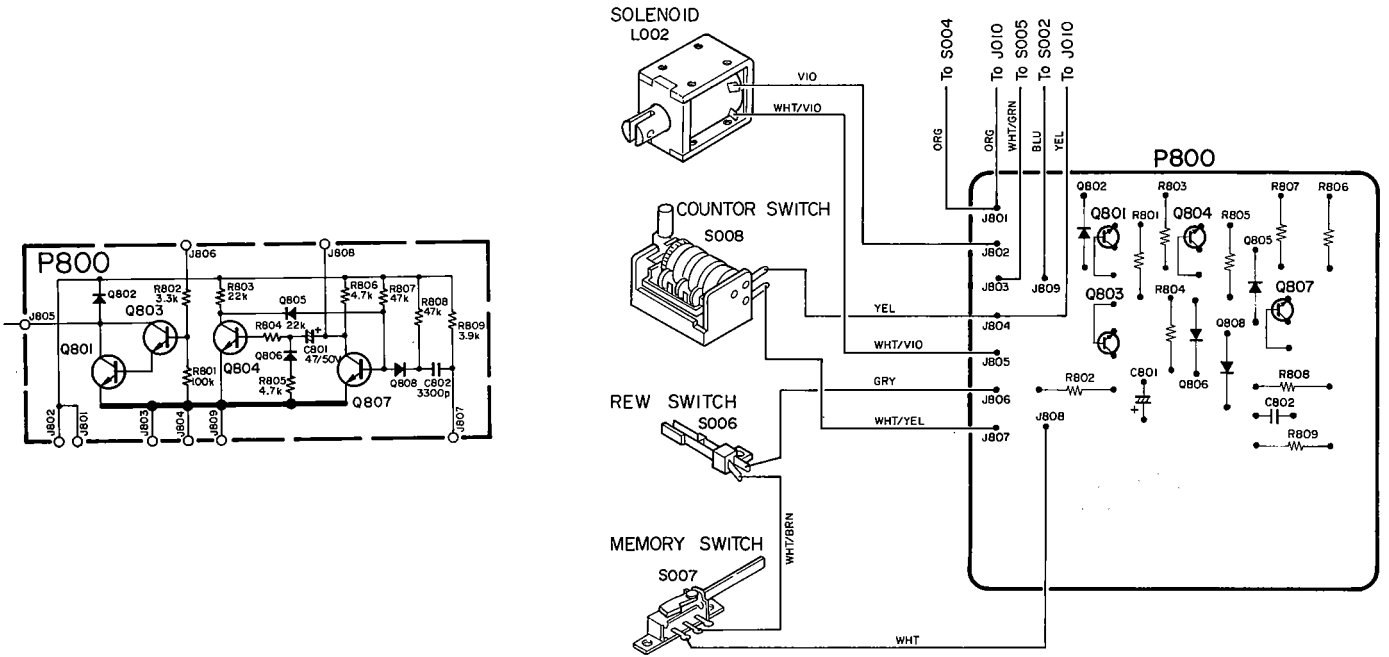 P800
J806
J808
J805
Q802
Q803
R802
3.3k
R803
22k
Q805
R806
4.7k
R807
47k
R808
47k
R809
3.9k
R804
22k
C801
47/50V
Q801
R801
100k
Q804
Q806
R805
4.7k
Q807
Q808
C802
3300p
J802
J801
J803
J804
J809
J807
SOLENOID
L002
VIO
WHT/VIO
COUNTOR SWITCH
S008
YEL
WHT/VIO
GRY
WHT/YEL
REW SWITCH
S006
WHT/BRN
MEMORY SWITCH
S007
WHT
To S004
To J010
To S005
To S002
To J010
ORG
ORG
WHT/GRN
BLU
YEL
P800
J801
J802
J803
J809
J804
J805
J806
J807
J808
Q802
Q801
R801
R803
Q804
R805
Q805
R807
R806
Q803
R804
Q806
Q808
Q807
R802
C801
R808
C802
R809